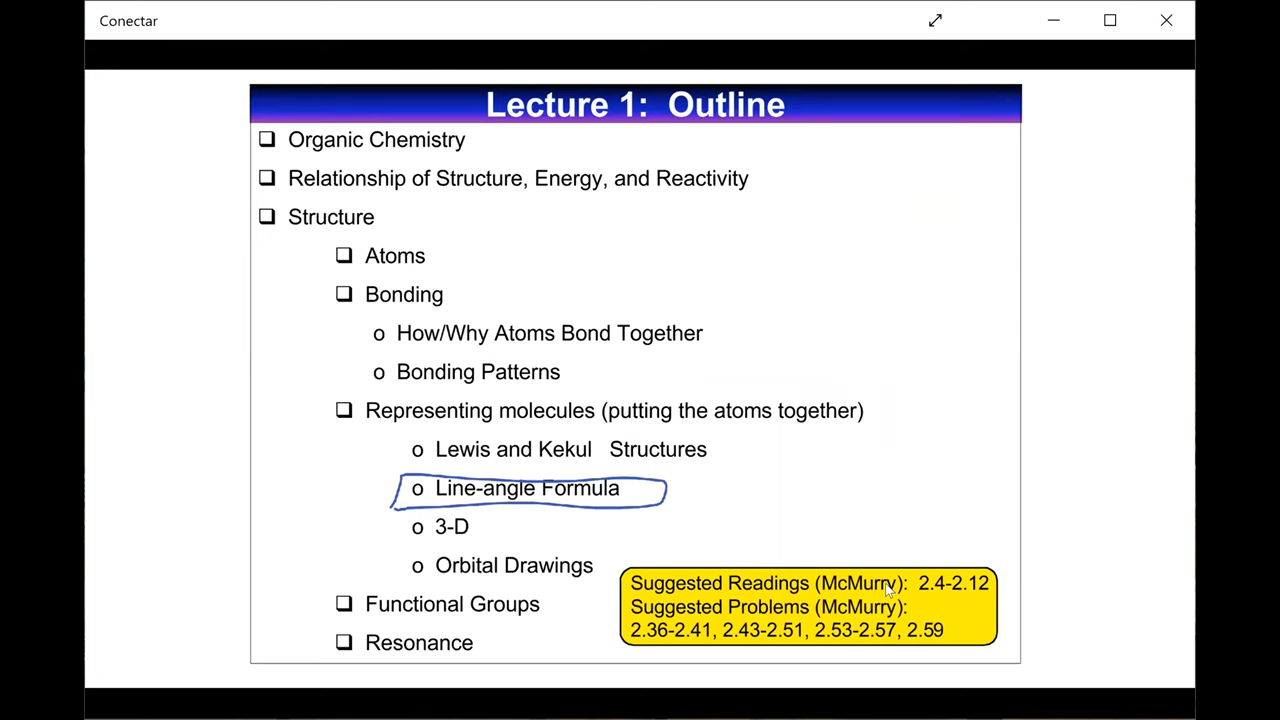 Conectar
Lecture 1: Outline
❑ Organic Chemistry
❑ Relationship of Structure, Energy, and Reactivity
❑ Structure
❑ Atoms
❑ Bonding
o How/Why Atoms Bond Together
o Bonding Patterns
❑ Representing molecules (putting the atoms together)
o Lewis and Kekul Structures
o Line-angle Formula
o 3-D
o Orbital Drawings
❑ Functional Groups
❑ Resonance
Suggested Readings (McMurry): 2.4-2.12
Suggested Problems (McMurry):
2.36-2.41, 2.43-2.51, 2.53-2.57, 2.59